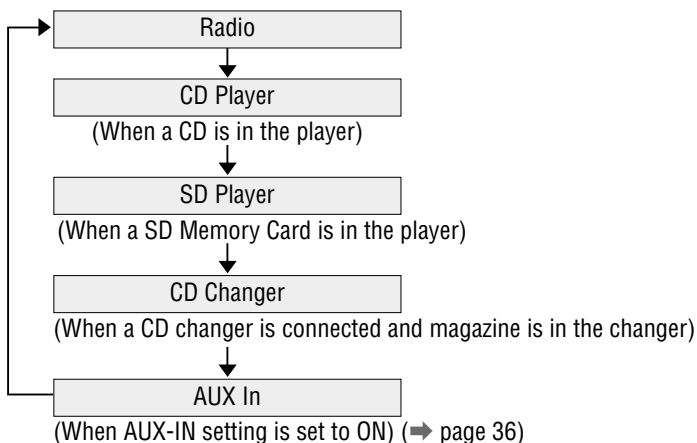 Radio
CD Player
(When a CD is in the player)
SD Player
(When a SD Memory Card is in the player)
CD Changer
(When a CD changer is connected and magazine is in the changer)
AUX In
(When AUX-IN setting is set to ON) (➡ page 36)